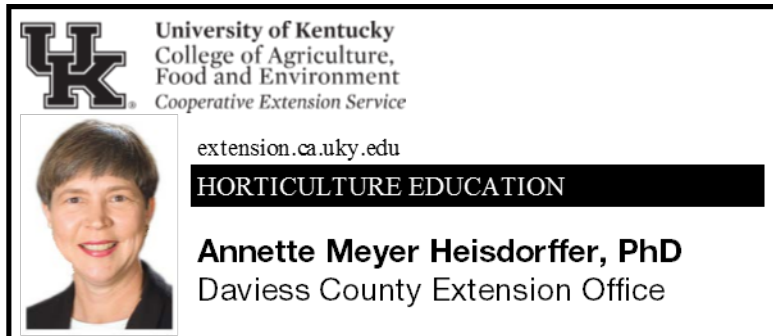 UK
University of Kentucky
College of Agriculture,
Food and Environment
Cooperative Extension Service
extension.ca.uky.edu
HORTICULTURE EDUCATION
Annette Meyer Heisdorffer, PhD
Daviess County Extension Office